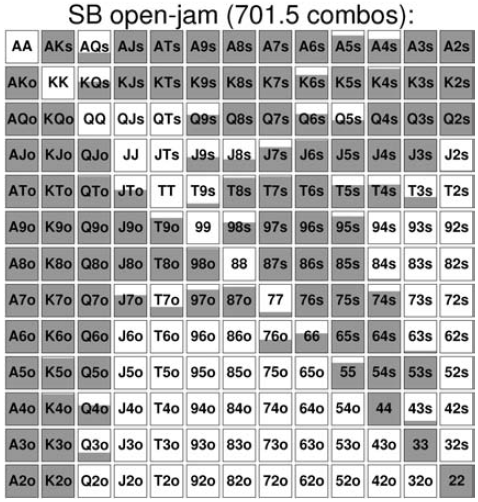 SB open-jam (701.5 combos):
AA AKs AQs AJs ATs A9s A8s A7s A6s A5s A4s A3s A2s
AKo KK KQs KJs KTs K9s K8s K7s K6s K5s K4s K3s K2s
AQo KQo QQ QJs QTs Q9s Q8s Q7s Q6s Q5s Q4s Q3s Q2s
AJo KJo QJo JJ JTs J9s J8s J7s J6s J5s J4s J3s J2s
ATo KTo QTo JTo TT T9s T8s T7s T6s T5s T4s T3s T2s
A9o K9o Q9o J9o T9o 99 98s 97s 96s 95s 94s 93s 92s
A8o K8o Q8o J8o T8o 98o 88 87s 86s 85s 84s 83s 82s
A7o K7o Q7o J7o T7o 97o 87o 77 76s 75s 74s 73s 72s
A6o K6o Q6o J6o T6o 96o 86o 76o 66 65s 64s 63s 62s
A5o K5o Q5o J5o T5o 95o 85o 75o 65o 55 54s 53s 52s
A4o K4o Q4o J4o T4o 94o 84o 74o 64o 54o 44 43s 42s
A3o K3o Q3o J3o T3o 93o 83o 73o 63o 53o 43o 33 32s
A2o K2o Q2o J2o T2o 92o 82o 72o 62o 52o 42o 32o 22